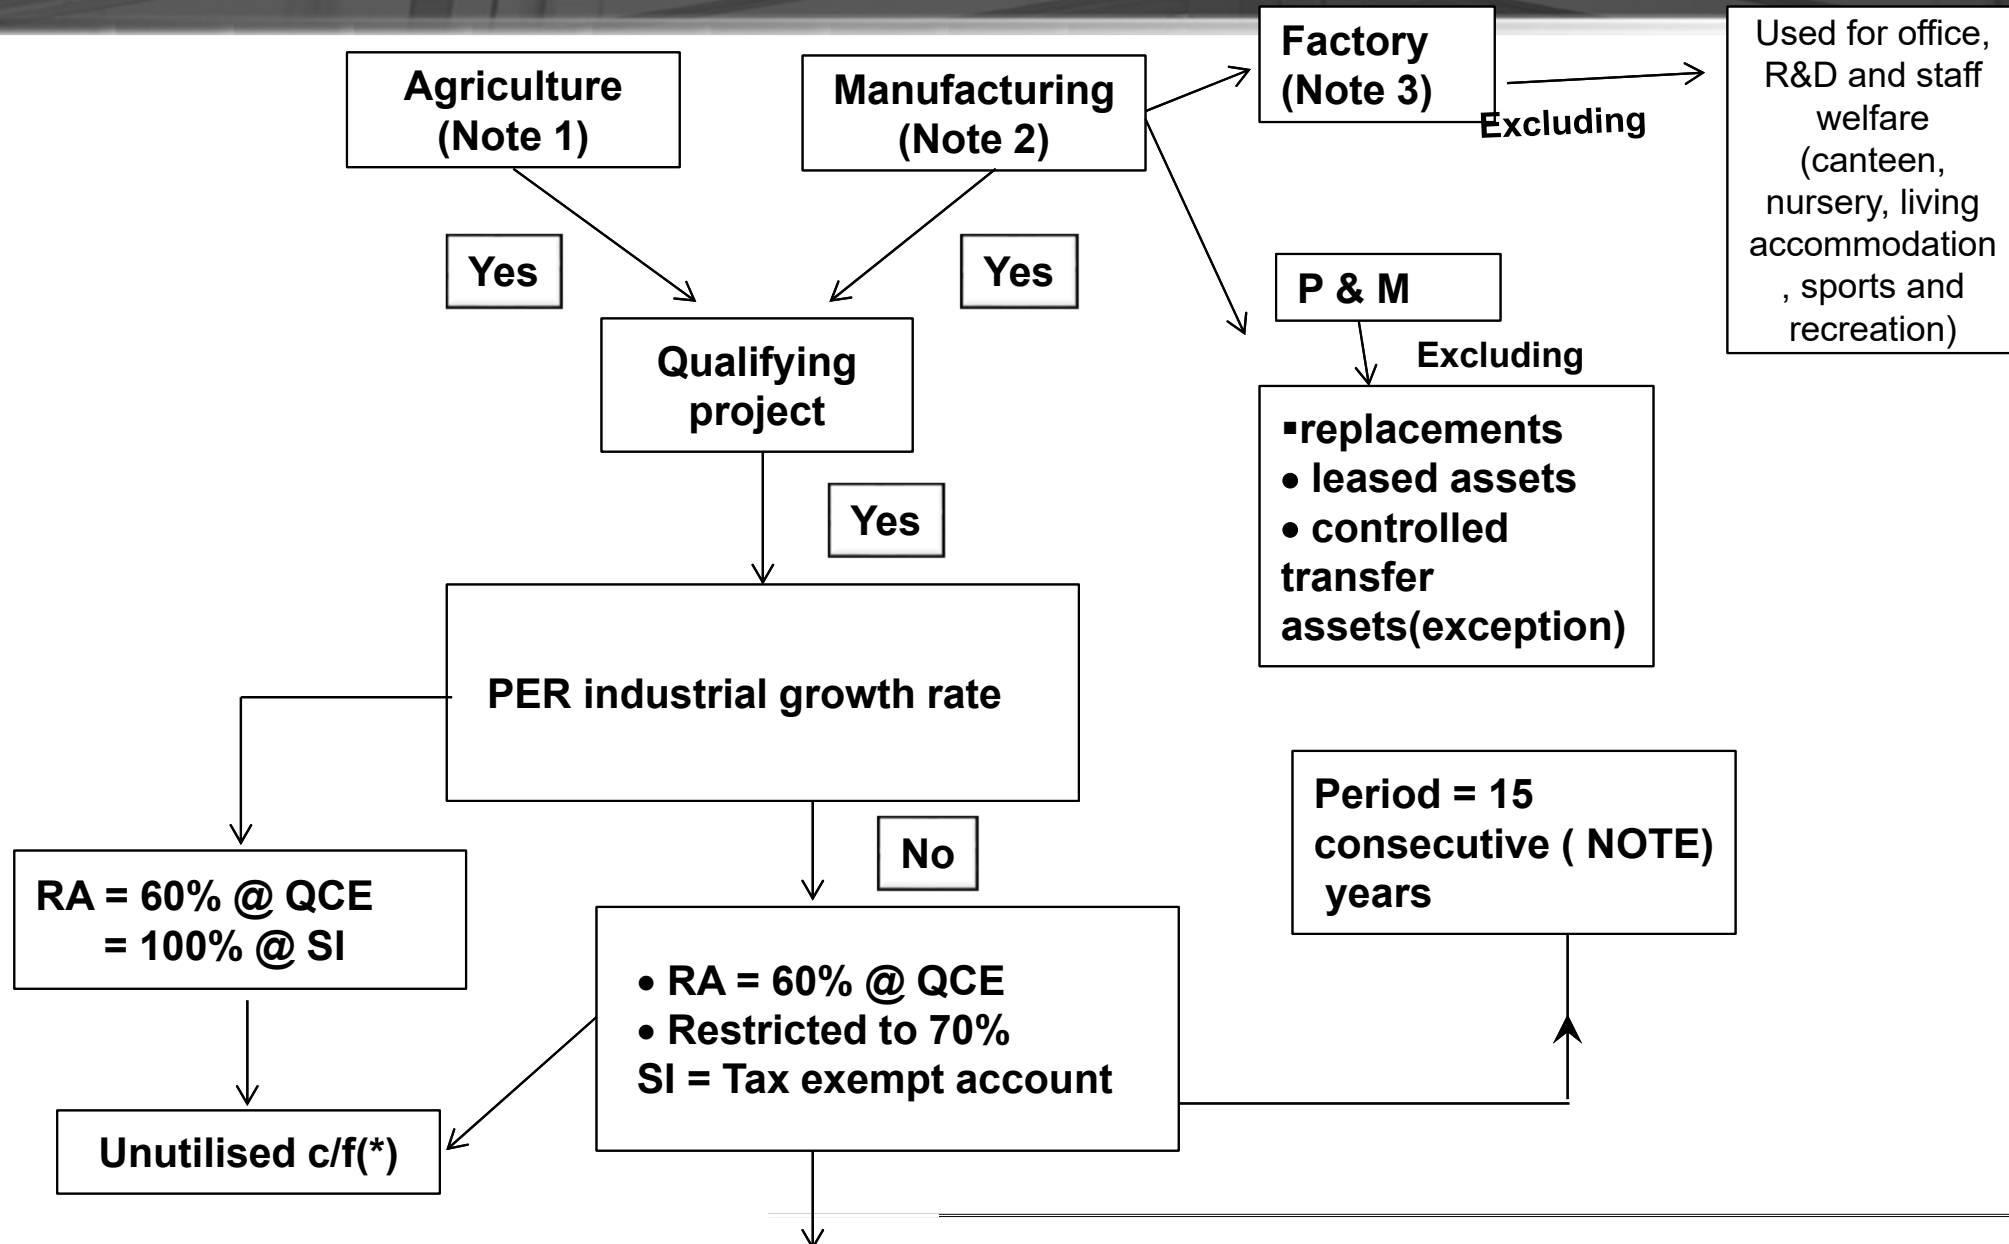 Agriculture
(Note 1)
Manufacturing
(Note 2)
Factory
(Note 3)
Excluding
Used for office,
R&D and staff
welfare
(canteen,
nursery, living
accommodation
, sports and
recreation)
Yes
Yes
P & M
Excluding
▪replacements
• leased assets
• controlled
transfer
assets(exception)
Qualifying
project
Yes
PER industrial growth rate
No
Period = 15
consecutive ( NOTE)
years
RA = 60% @ QCE
= 100% @ SI
• RA = 60% @ QCE
• Restricted to 70%
SI = Tax exempt account
Unutilised c/f(*)